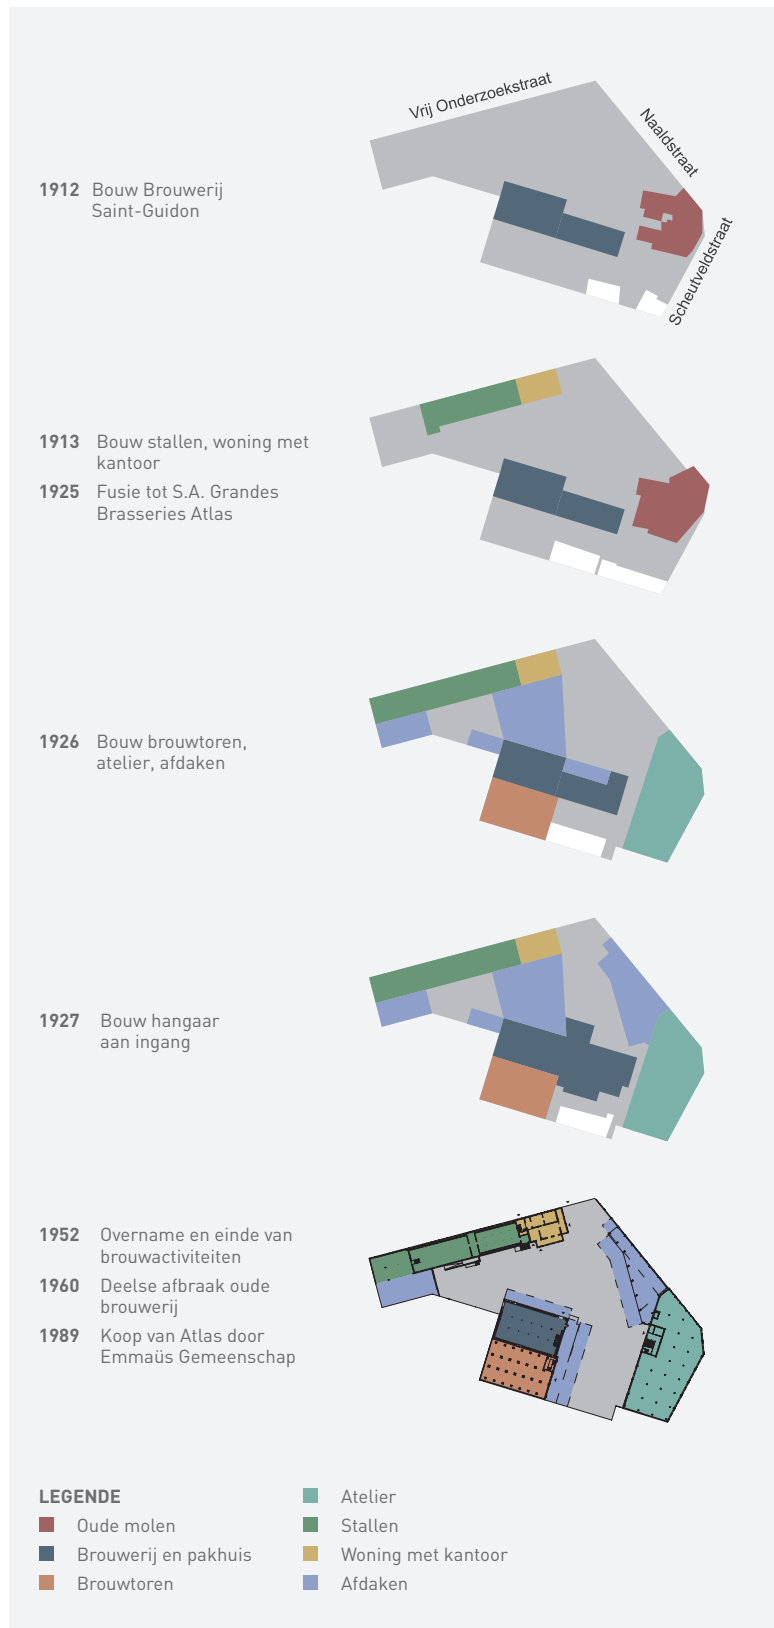 Vrij Onderzoekstraat
Naaldstraat
Scheutveldstraat
1912 Bouw Brouwerij
Saint-Guidon
1913 Bouw stallen, woning met
kantoor
1925 Fusie tot S.A. Grandes
Brasseries Atlas
1926 Bouw brouwtoren,
atelier, afdaken
1927 Bouw hangaar
aan ingang
1952 Overname en einde van
brouwactiviteiten
1960 Deelse afbraak oude
brouwerij
1989 Koop van Atlas door
Emmaüs Gemeenschap
LEGENDE
Oude molen
Brouwerij en pakhuis
Brouwtoren
Atelier
Stallen
Woning met kantoor
Afdaken